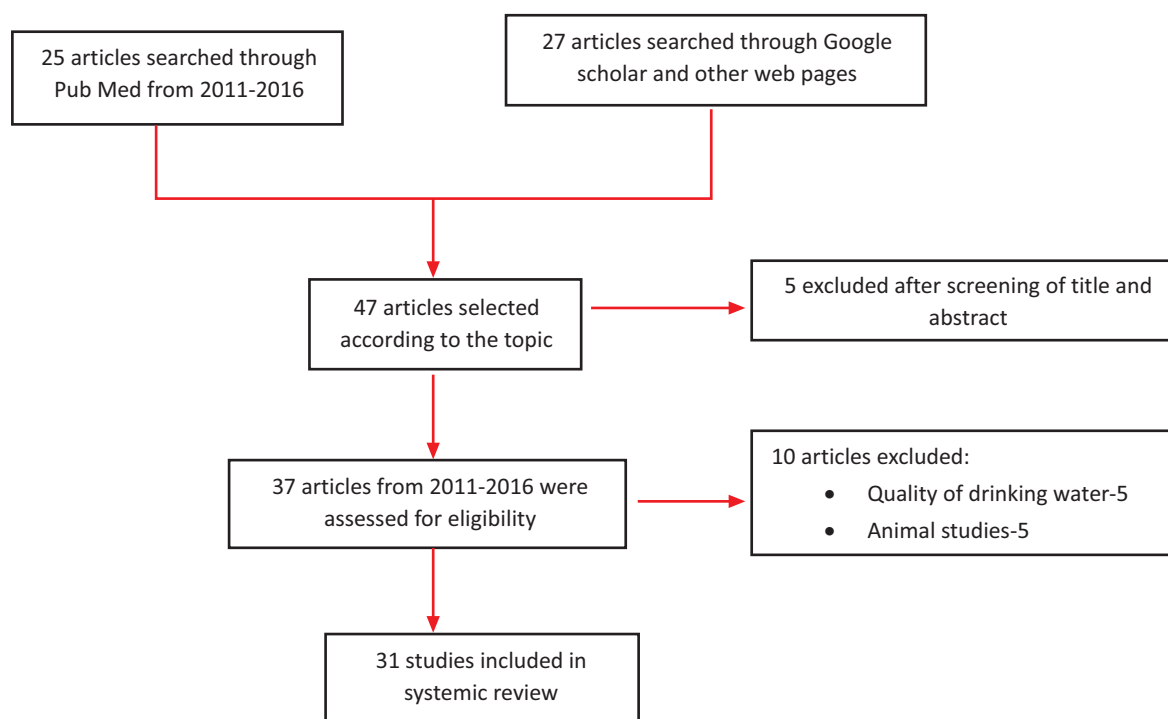 25 articles searched through
Pub Med from 2011-2016
27 articles searched through Google
scholar and other web pages
47 articles selected
according to the topic
5 excluded after screening of title and
abstract
37 articles from 2011-2016 were
assessed for eligibility
10 articles excluded:
• Quality of drinking water-5
• Animal studies-5
31 studies included in
systemic review